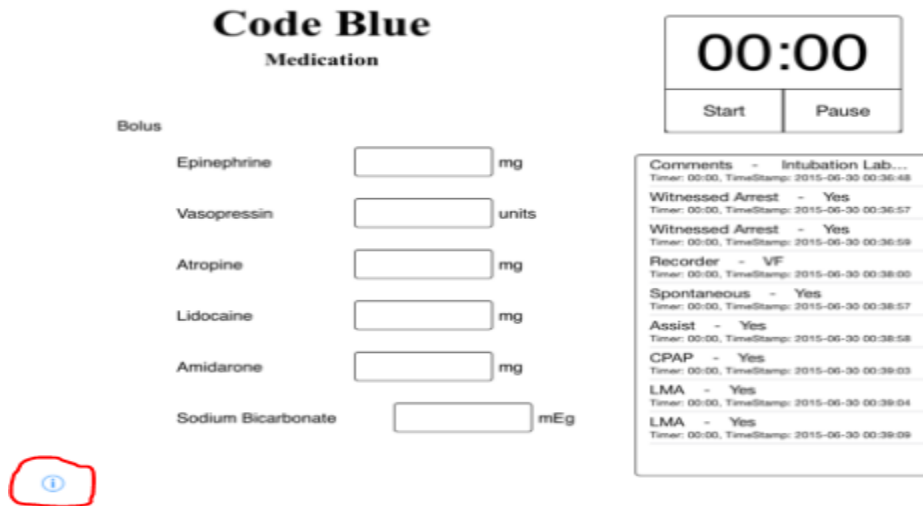 Code Blue
Medication
00:00
Start Pause
Bolus
Epinephrine mg
Vasopressin units
Atropine mg
Lidocaine mg
Amidarone mg
Sodium Bicarbonate mEg
Comments - Intubation Lab...
Timer: 00:00, TimeStamp: 2015-06-30 00:36:48
Witnessed Arrest - Yes
Timer: 00:00, TimeStamp: 2015-06-30 00:36:57
Witnessed Arrest - Yes
Timer: 00:00, TimeStamp: 2015-06-30 00:36:59
Recorder - VF
Timer: 00:00, TimeStamp: 2015-06-30 00:38:00
Spontaneous - Yes
Timer: 00:00, TimeStamp: 2015-06-30 00:38:57
Assist - Yes
Timer: 00:00, TimeStamp: 2015-06-30 00:38:58
CPAP - Yes
Timer: 00:00, TimeStamp: 2015-06-30 00:39:03
LMA - Yes
Timer: 00:00, TimeStamp: 2015-06-30 00:39:04
LMA - Yes
Timer: 00:00, TimeStamp: 2015-06-30 00:39:09